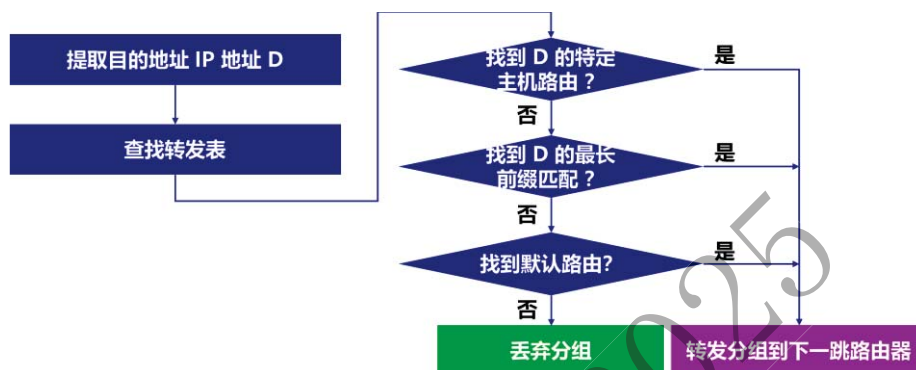 提取目的地址 IP 地址 D
查找转发表
找到 D 的特定
主机路由？
是
否
找到 D 的最长
前缀匹配？
是
否
找到默认路由?
是
否
丢弃分组
转发分组到下一跳路由器
2025